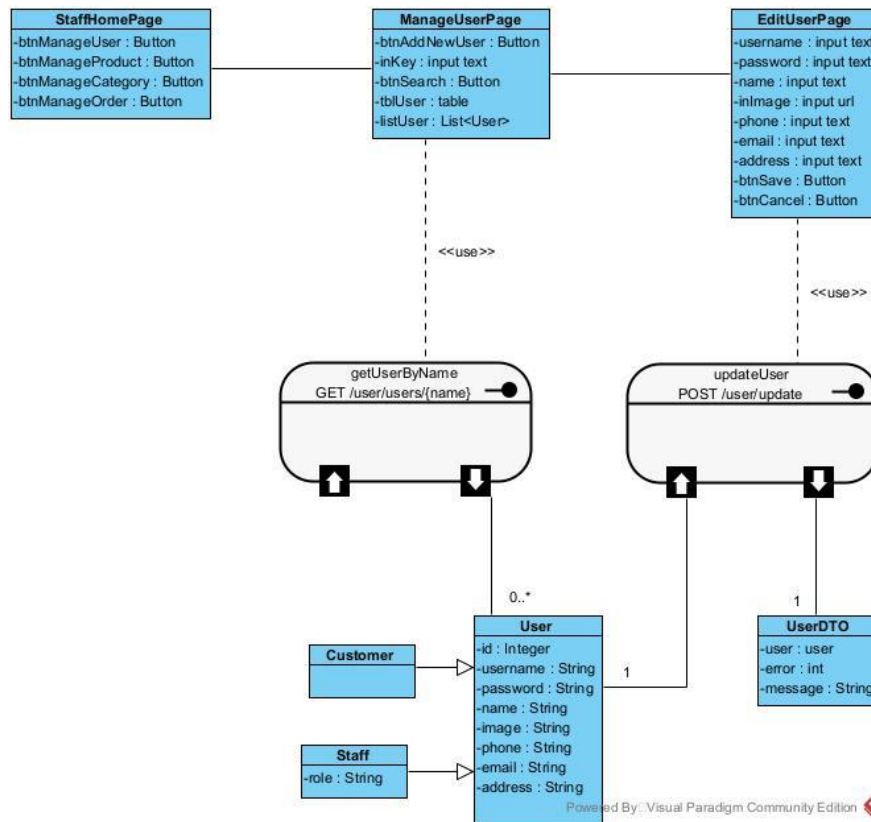 StaffHomePage
-btnManageUser : Button
-btnManageProduct : Button
-btnManageCategory : Button
-btnManageOrder : Button
ManageUserPage
-btnAddNewUser : Button
-inKey : input text
-btnSearch : Button
-tblUser : table
-listUser : List<User>
EditUserPage
-username : input text
-password : input text
-name : input text
-inImage : input url
-phone : input text
-email : input text
-address : input text
-btnSave : Button
-btnCancel : Button
<<use>>
<<use>>
getUserByName
GET /user/users/{name}
updateUser
POST /user/update
0..*
1
1
Customer
Staff
-role : String
User
-id : Integer
-username : String
-password : String
-name : String
-image : String
-phone : String
-email : String
-address : String
UserDTO
-user : user
-error : int
-message : String
Powered By Visual Paradigm Community Edition